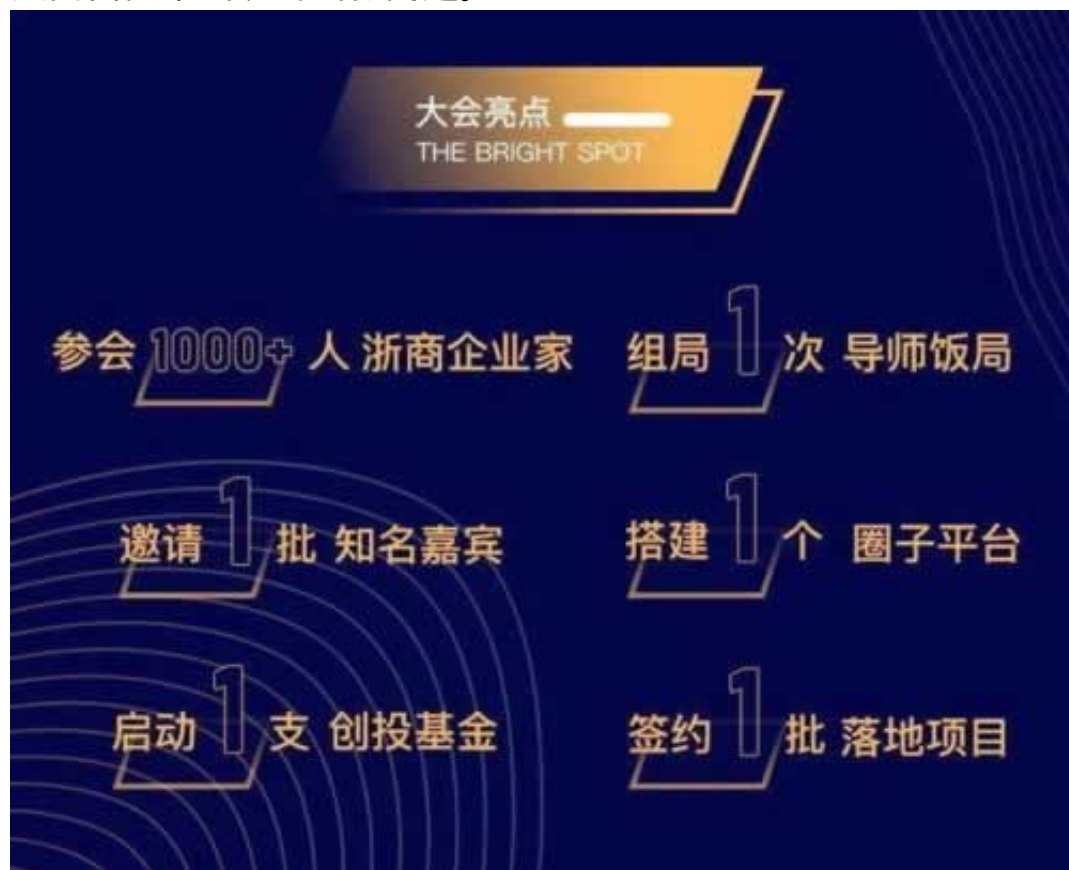 大会亮点
THE BRIGHT SPOT
参会 1000+ 人 浙商企业家
组局 1 次 导师饭局
邀请 1 批 知名嘉宾
搭建 1 个 圈子平台
启动 1 支 创投基金
签约 1 批 落地项目